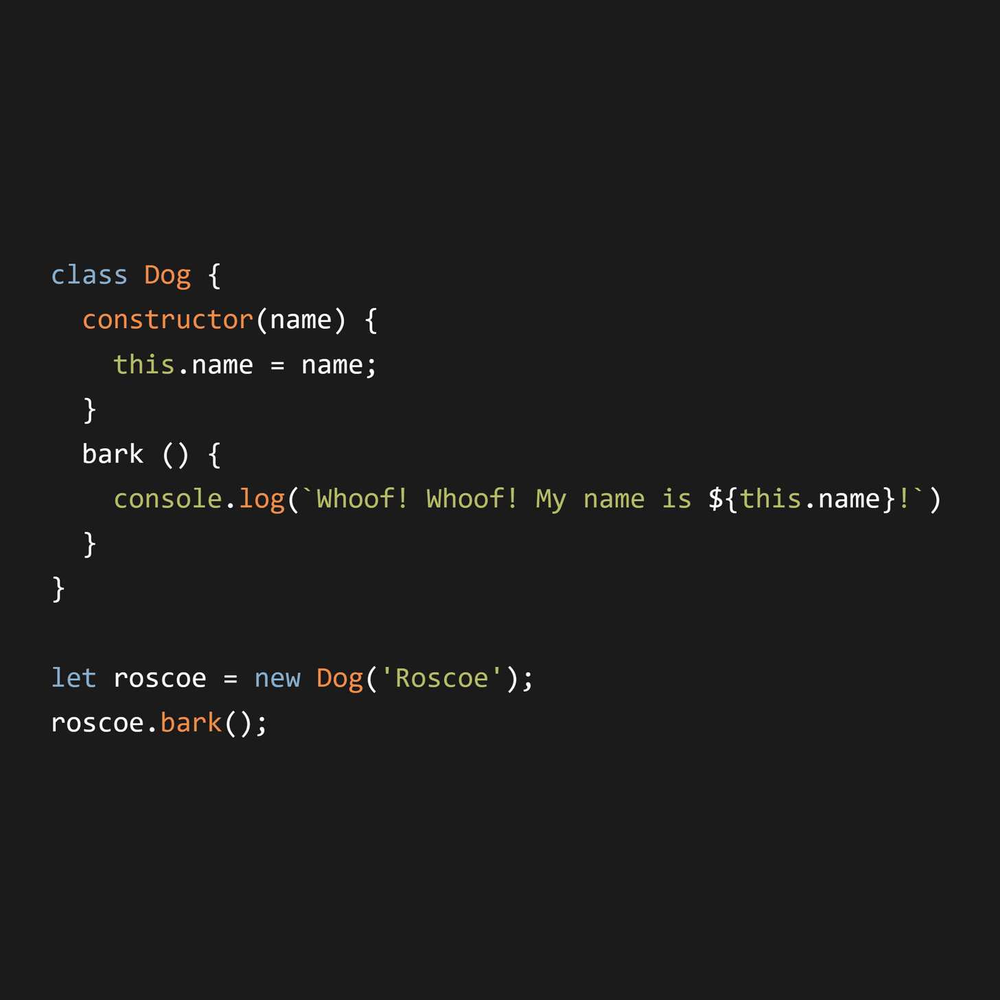 class Dog {
  constructor(name) {
    this.name = name;
  }
  bark () {
    console.log(`Whoof! Whoof! My name is ${this.name}!`)
  }
}

let roscoe = new Dog('Roscoe');
roscoe.bark();